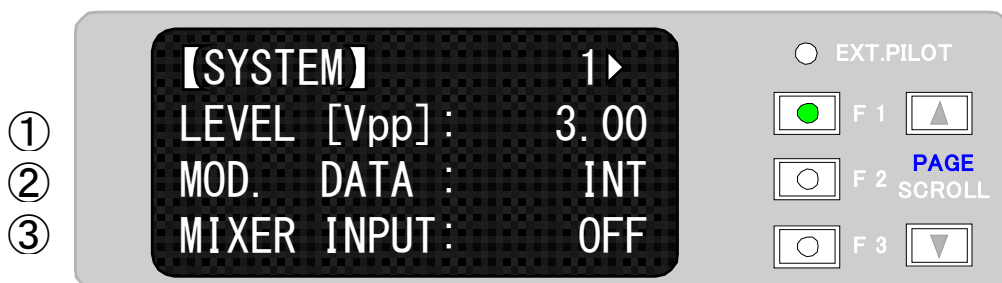 【SYSTEM】 1▶
① LEVEL [Vpp]: 3.00
② MOD. DATA : INT
③ MIXER INPUT: OFF
EXT.PILOT
F 1
F 2
F 3
PAGE
SCROLL